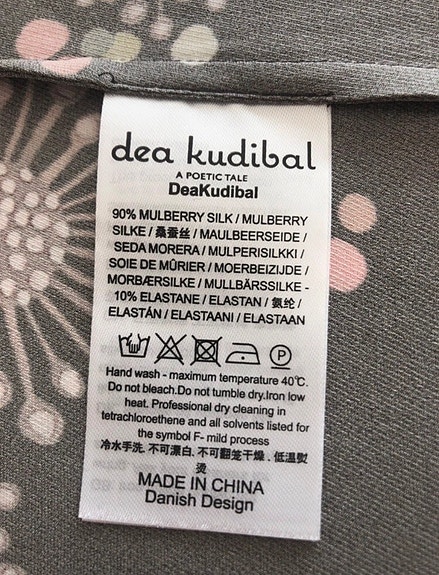 dea kudibal
A POETIC TALE
DeaKudibal
90% MULBERRY SILK / MULBERRY
SILKE / 桑蚕丝 / MAULBEERSEIDE /
SEDA MORERA / MULPERISILKKI /
SOIE DE MÛRIER / MOERBEIZIJDE /
MORBÆRSILKE / MULLBÄRSSILKE -
10% ELASTANE / ELASTAN / 氨纶 /
ELASTÁN / ELASTAANI / ELASTAAN
P
Hand wash - maximum temperature 40°C.
Do not bleach.Do not tumble dry.Iron low
heat. Professional dry cleaning in
tetrachloroethene and all solvents listed for
the symbol F- mild process
冷水手洗. 不可漂白. 不可翻笼干燥 . 低温熨
烫
MADE IN CHINA
Danish Design